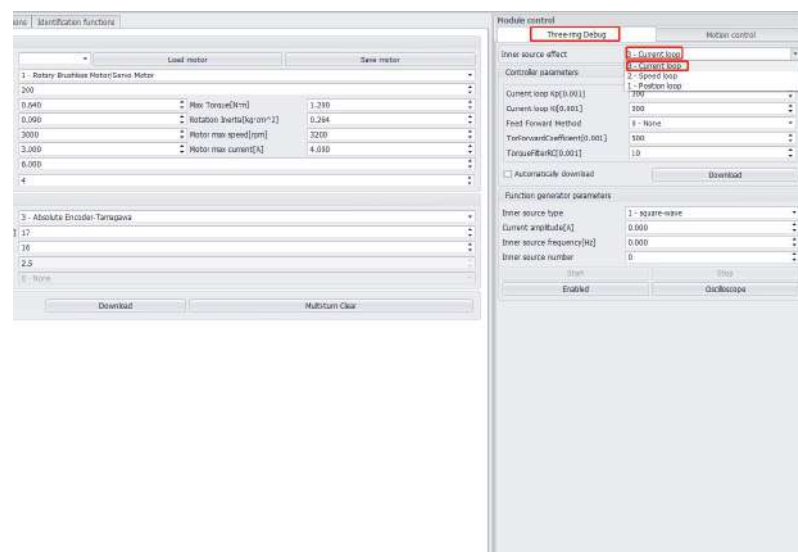 Identification functions
Load motor
Save motor
1 - Rotary Brushless Motor|Servo Motor
200
0.640
Max Torque[N·m]
1.280
0.090
Rotation Inertia[kg·cm^2]
0.264
3000
Motor max speed[rpm]
3200
3.000
Motor max current[A]
6.000
4
3 - Absolute Encoder-Tamagawa
17
16
2.5
0 - None
Download
Multiturn Clear
Module control
Three-ring Debug
Motion control
Inner source effect
3 - Current loop
3 - Current loop
2 - Speed loop
1 - Position loop
Controller parameters
Current loop Kp[0.001]
300
Current loop Ki[0.001]
300
Feed Forward Method
0 - None
TorForwardCoefficient[0.001]
500
TorqueFilterRC[0.001]
10
Automatically download
Download
Function generator parameters
Inner source type
1 - square-wave
Current amplitude[A]
0.000
Inner source frequency[Hz]
0.000
Inner source number
0
Start
Stop
Enabled
Oscilloscope